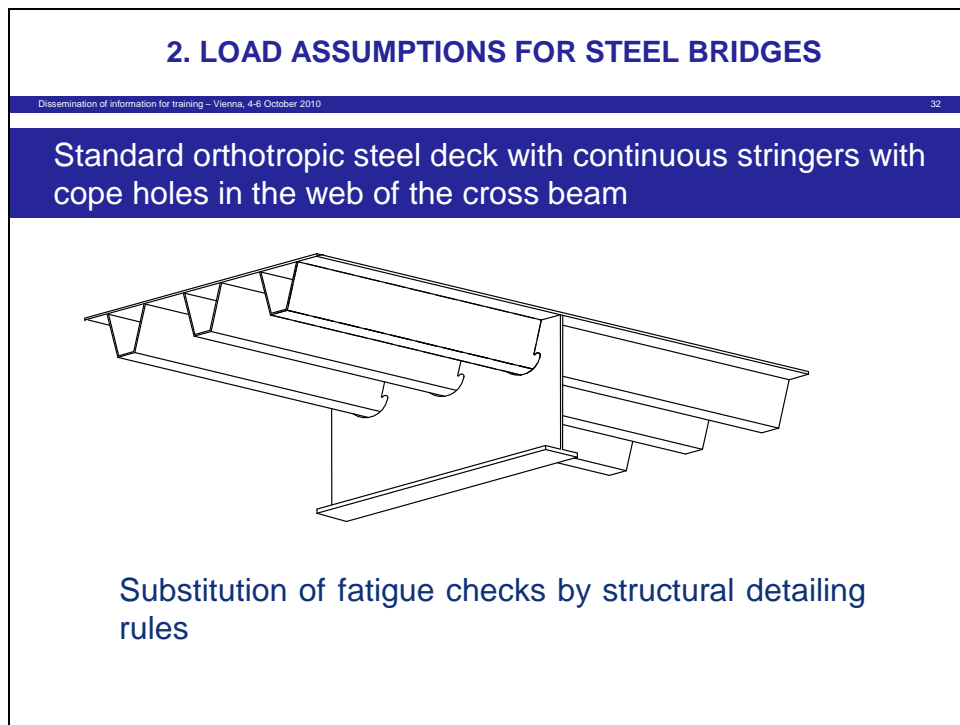 2. LOAD ASSUMPTIONS FOR STEEL BRIDGES
Dissemination of information for training – Vienna, 4-6 October 2010 32
Standard orthotropic steel deck with continuous stringers with
cope holes in the web of the cross beam
Substitution of fatigue checks by structural detailing
rules